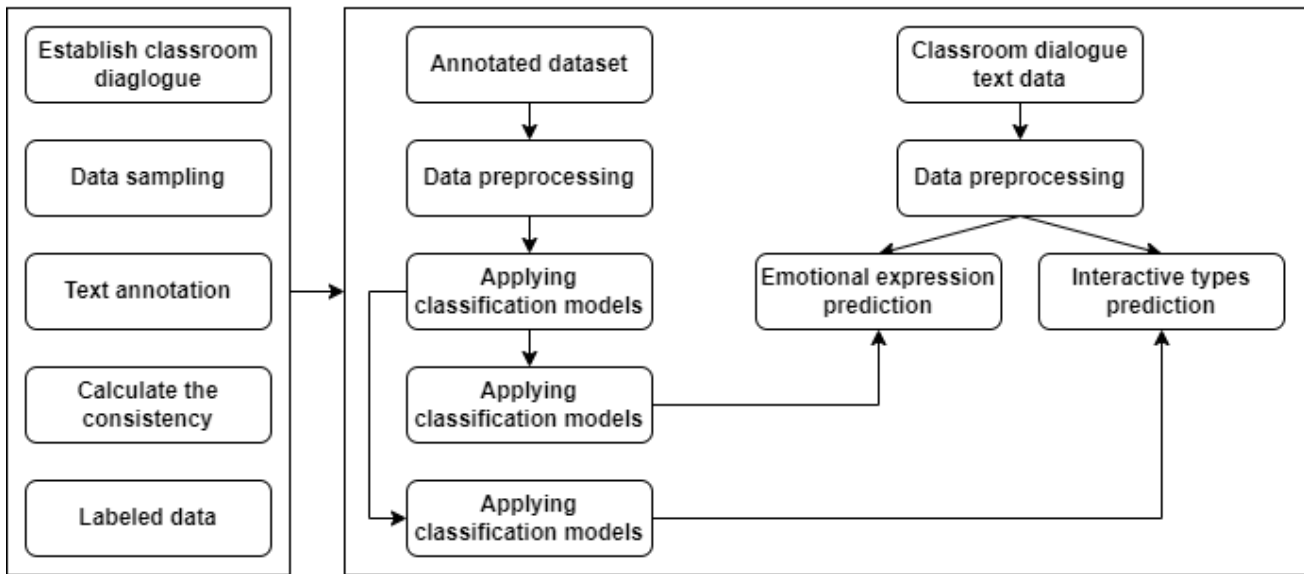 Establish classroom
diaglogue
Data sampling
Text annotation
Calculate the
consistency
Labeled data
Annotated dataset
Data preprocessing
Applying
classification models
Applying
classification models
Applying
classification models
Classroom dialogue
text data
Data preprocessing
Emotional expression
prediction
Interactive types
prediction